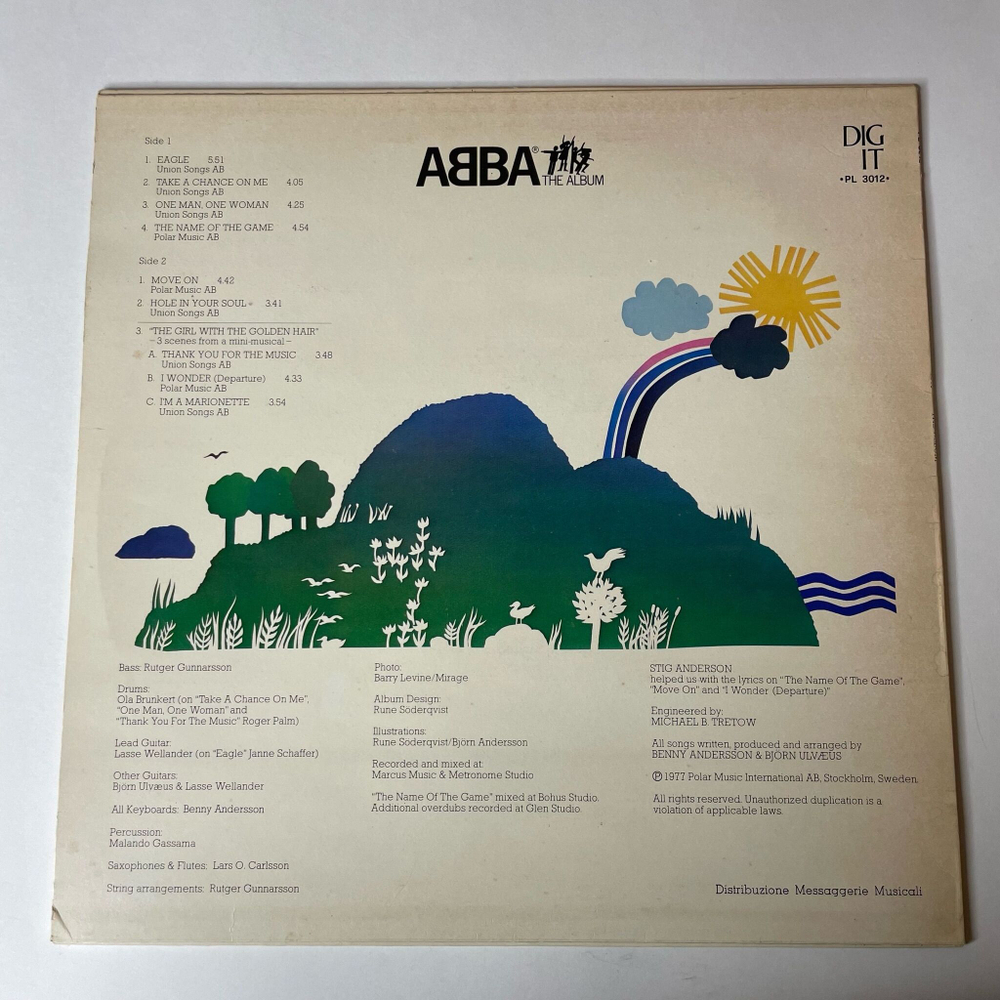 Side 1
1. EAGLE 5.51
Union Songs AB
2. TAKE A CHANCE ON ME 4.05
Union Songs AB
3. ONE MAN, ONE WOMAN 4.25
Union Songs AB
4. THE NAME OF THE GAME 4.54
Polar Music AB
Side 2
1. MOVE ON 4.42
Polar Music AB
2. HOLE IN YOUR SOUL 3.41
Union Songs AB
3. "THE GIRL WITH THE GOLDEN HAIR"
–3 scenes from a mini-musical–
A. THANK YOU FOR THE MUSIC 3.48
Union Songs AB
B. I WONDER (Departure) 4.33
Polar Music AB
C. I'M A MARIONETTE 3.54
Union Songs AB
AᗺBA®
THE ALBUM
DIG
IT
•PL 3012•
Bass: Rutger Gunnarsson
Drums:
Ola Brunkert (on "Take A Chance On Me",
"One Man, One Woman" and
"Thank You For The Music" Roger Palm)
Lead Guitar:
Lasse Wellander (on "Eagle" Janne Schaffer)
Other Guitars:
Björn Ulvæus & Lasse Wellander
All Keyboards: Benny Andersson
Percussion:
Malando Gassama
Saxophones & Flutes: Lars O. Carlsson
String arrangements: Rutger Gunnarsson
Photo:
Barry Levine/Mirage
Album Design:
Rune Söderqvist
Illustrations:
Rune Söderqvist/Björn Andersson
Recorded and mixed at:
Marcus Music & Metronome Studio
"The Name Of The Game" mixed at Bohus Studio.
Additional overdubs recorded at Glen Studio.
STIG ANDERSON
helped us with the lyrics on "The Name Of The Game",
"Move On" and "I Wonder (Departure)"
Engineered by:
MICHAEL B. TRETOW
All songs written, produced and arranged by
BENNY ANDERSSON & BJÖRN ULVÆUS
℗ 1977 Polar Music International AB, Stockholm, Sweden.
All rights reserved. Unauthorized duplication is a
violation of applicable laws.
Distribuzione Messaggerie Musicali